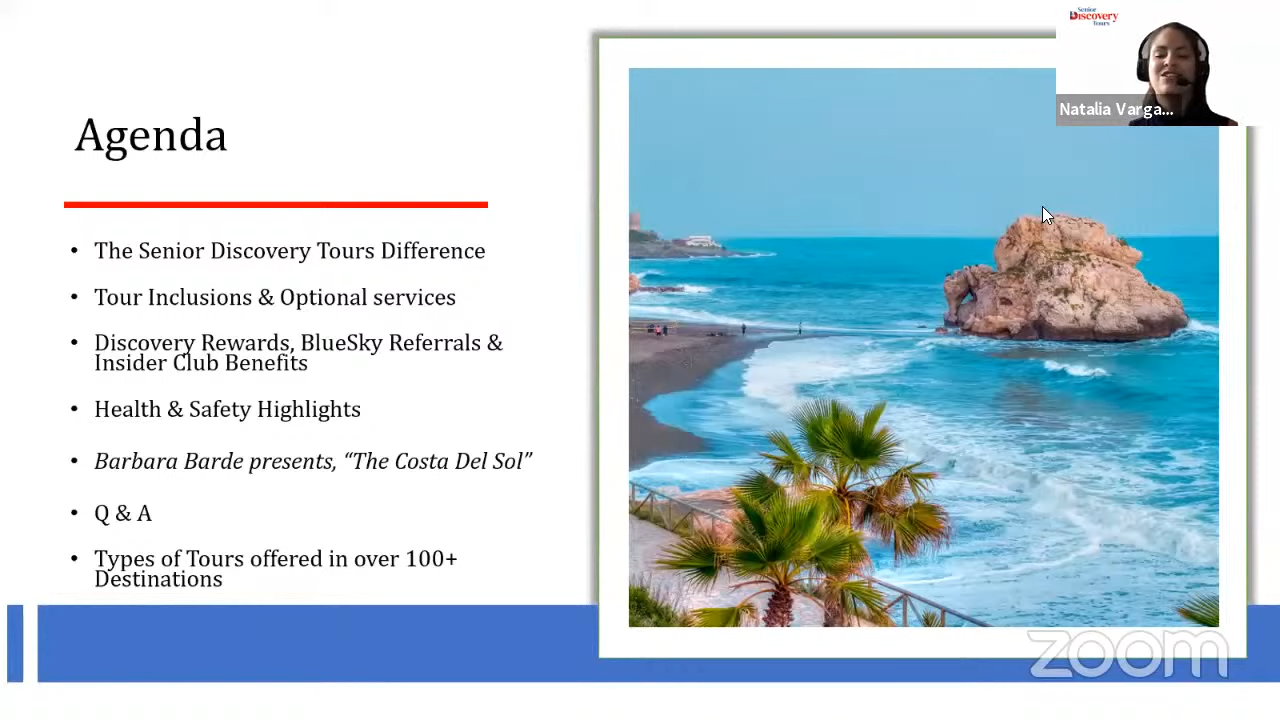 Senior
Discovery
Tours
Natalia Varga...
Agenda
• The Senior Discovery Tours Difference
• Tour Inclusions & Optional services
• Discovery Rewards, BlueSky Referrals &
Insider Club Benefits
• Health & Safety Highlights
• Barbara Barde presents, “The Costa Del Sol”
• Q & A
• Types of Tours offered in over 100+
Destinations
zoom